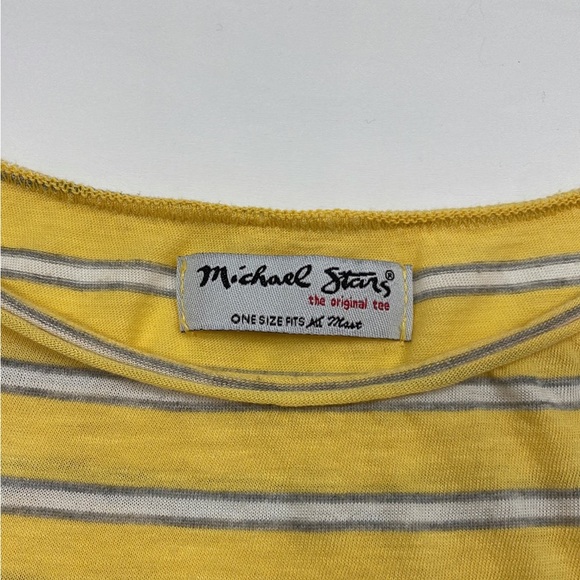 Michael Stars®
the original tee
ONE SIZE FITS All Most